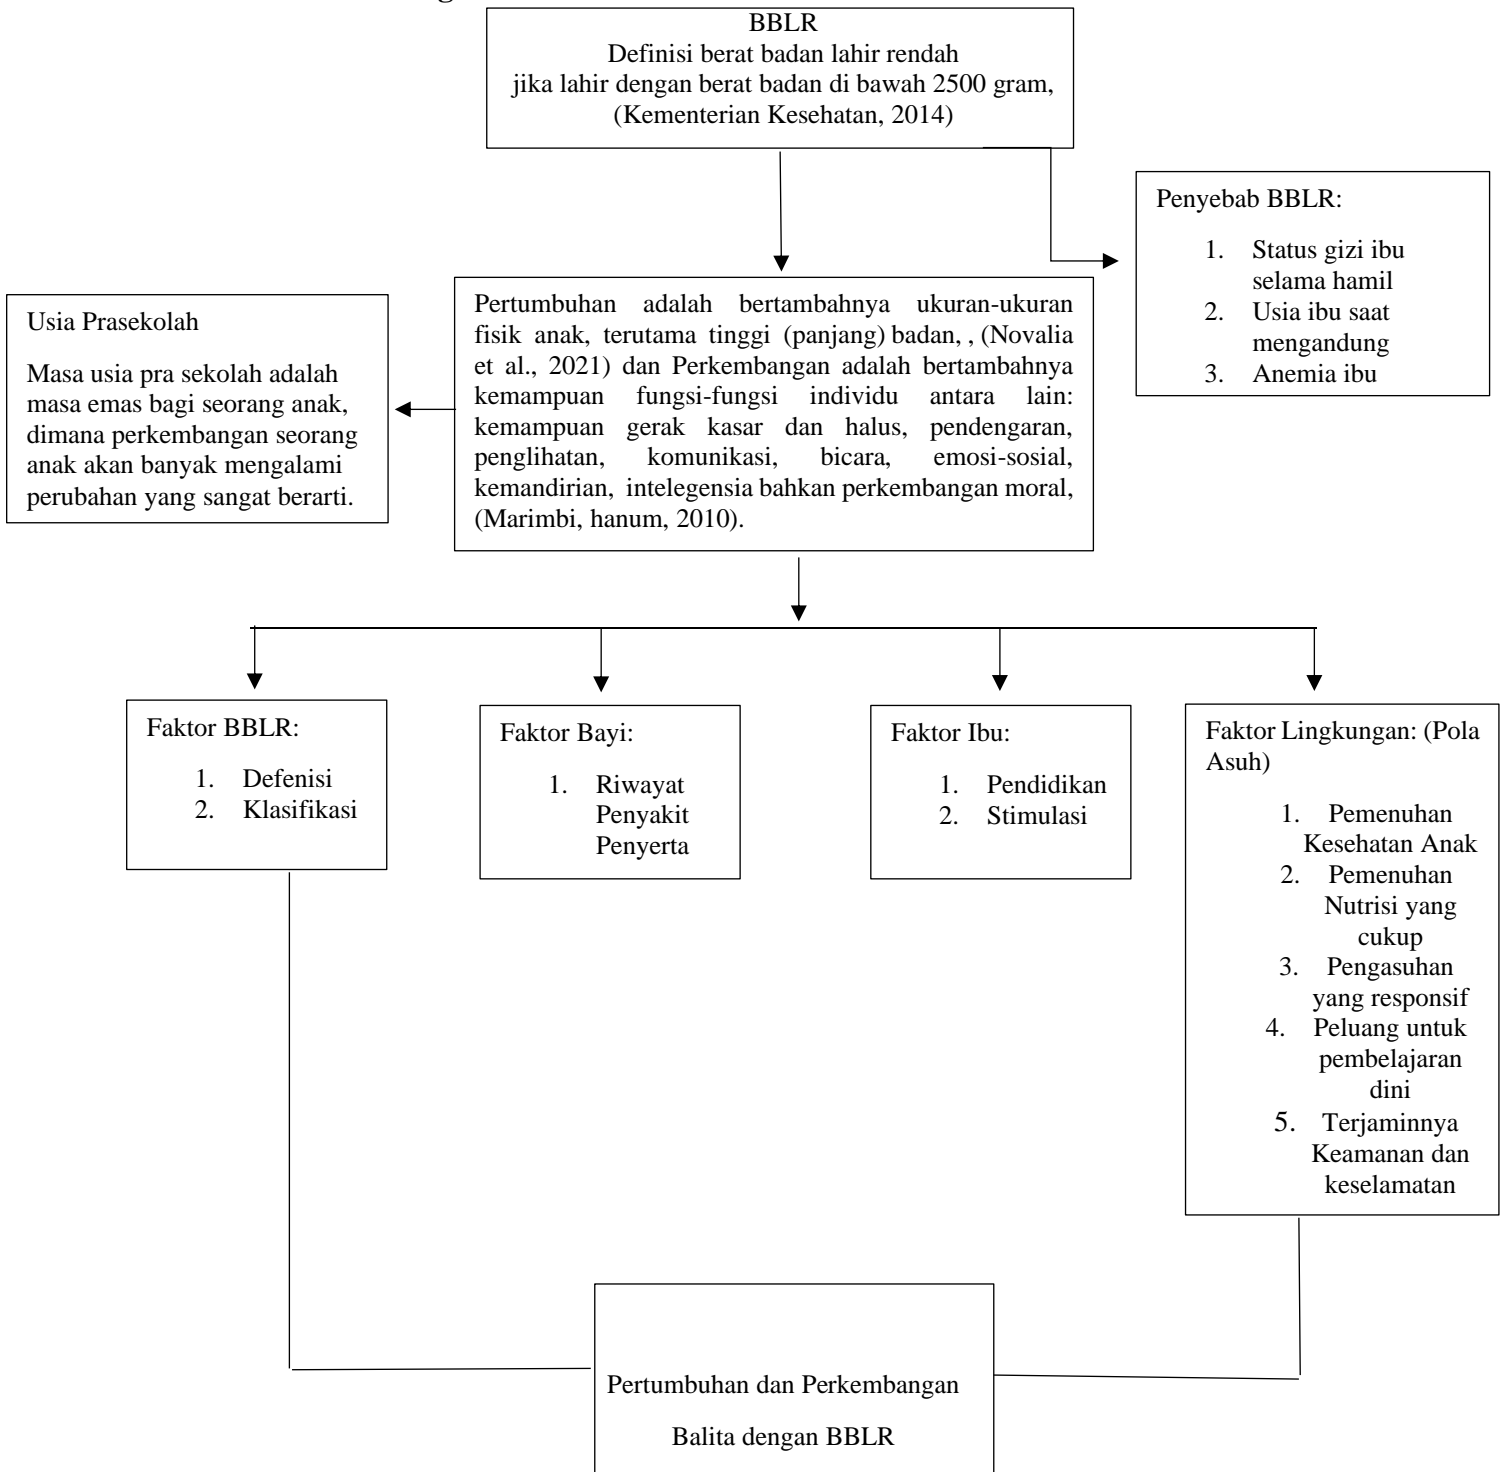 BBLR
Definisi berat badan lahir rendah
jika lahir dengan berat badan di bawah 2500 gram,
(Kementerian Kesehatan, 2014)
Penyebab BBLR:
1. Status gizi ibu
selama hamil
2. Usia ibu saat
mengandung
3. Anemia ibu
Usia Prasekolah
Masa usia pra sekolah adalah
masa emas bagi seorang anak,
dimana perkembangan seorang
anak akan banyak mengalami
perubahan yang sangat berarti.
Pertumbuhan adalah bertambahnya ukuran-ukuran
fisik anak, terutama tinggi (panjang) badan, , (Novalia
et al., 2021) dan Perkembangan adalah bertambahnya
kemampuan fungsi-fungsi individu antara lain:
kemampuan gerak kasar dan halus, pendengaran,
penglihatan, komunikasi, bicara, emosi-sosial,
kemandirian, intelegensia bahkan perkembangan moral,
(Marimbi, hanum, 2010).
Faktor BBLR:
1. Defenisi
2. Klasifikasi
Faktor Bayi:
1. Riwayat
Penyakit
Penyerta
Faktor Ibu:
1. Pendidikan
2. Stimulasi
Faktor Lingkungan: (Pola
Asuh)
1. Pemenuhan
Kesehatan Anak
2. Pemenuhan
Nutrisi yang
cukup
3. Pengasuhan
yang responsif
4. Peluang untuk
pembelajaran
dini
5. Terjaminnya
Keamanan dan
keselamatan
Pertumbuhan dan Perkembangan
Balita dengan BBLR